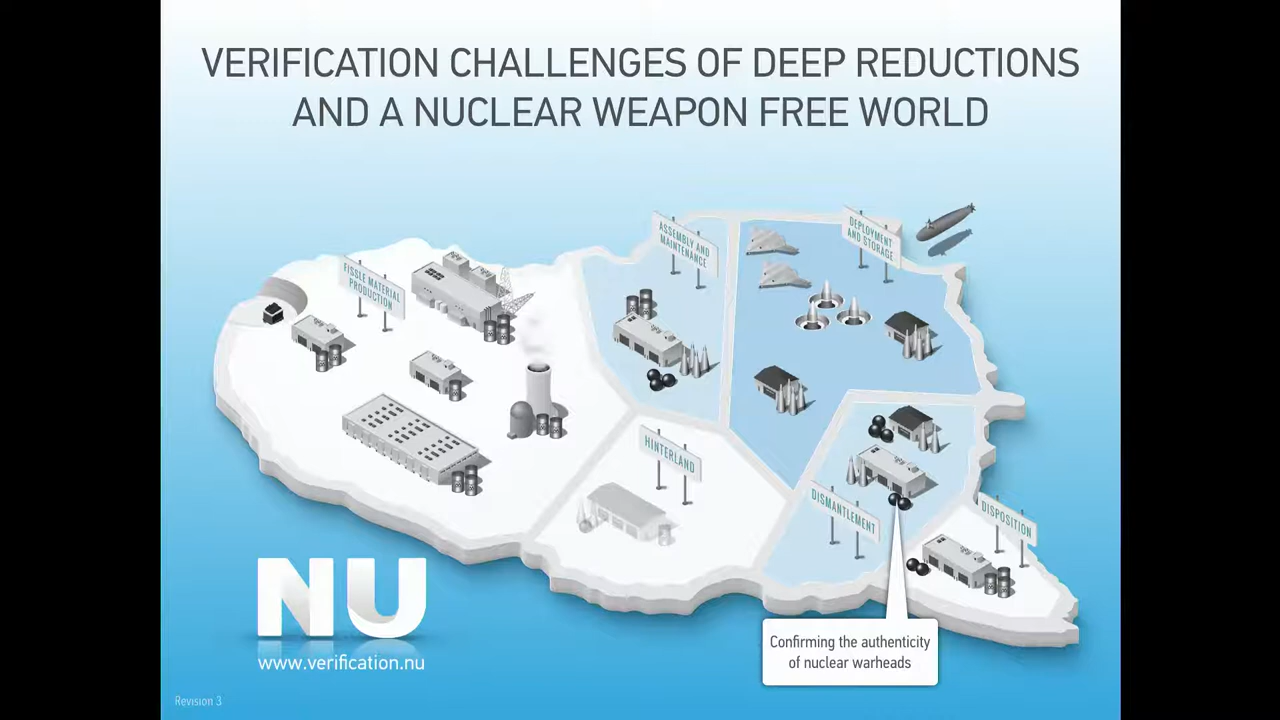 VERIFICATION CHALLENGES OF DEEP REDUCTIONS
AND A NUCLEAR WEAPON FREE WORLD
ASSEMBLY AND
MAINTENANCE
DEPLOYMENT
AND STORAGE
FISSLE MATERIAL
PRODUCTION
HINTERLAND
DISMANTLEMENT
DISPOSITION
NU
www.verification.nu
Confirming the authenticity
of nuclear warheads
Revision 3